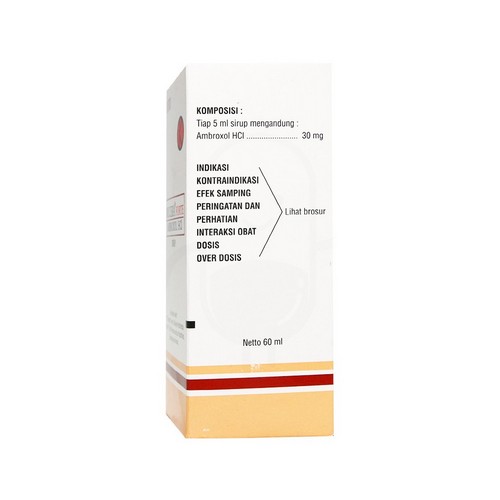 KOMPOSISI :
Tiap 5 ml sirup mengandung :
Ambroxol HCl ........................ 30 mg
INDIKASI
KONTRAINDIKASI
EFEK SAMPING
PERINGATAN DAN
PERHATIAN
INTERAKSI OBAT
DOSIS
OVER DOSIS
Lihat brosur
Netto 60 ml